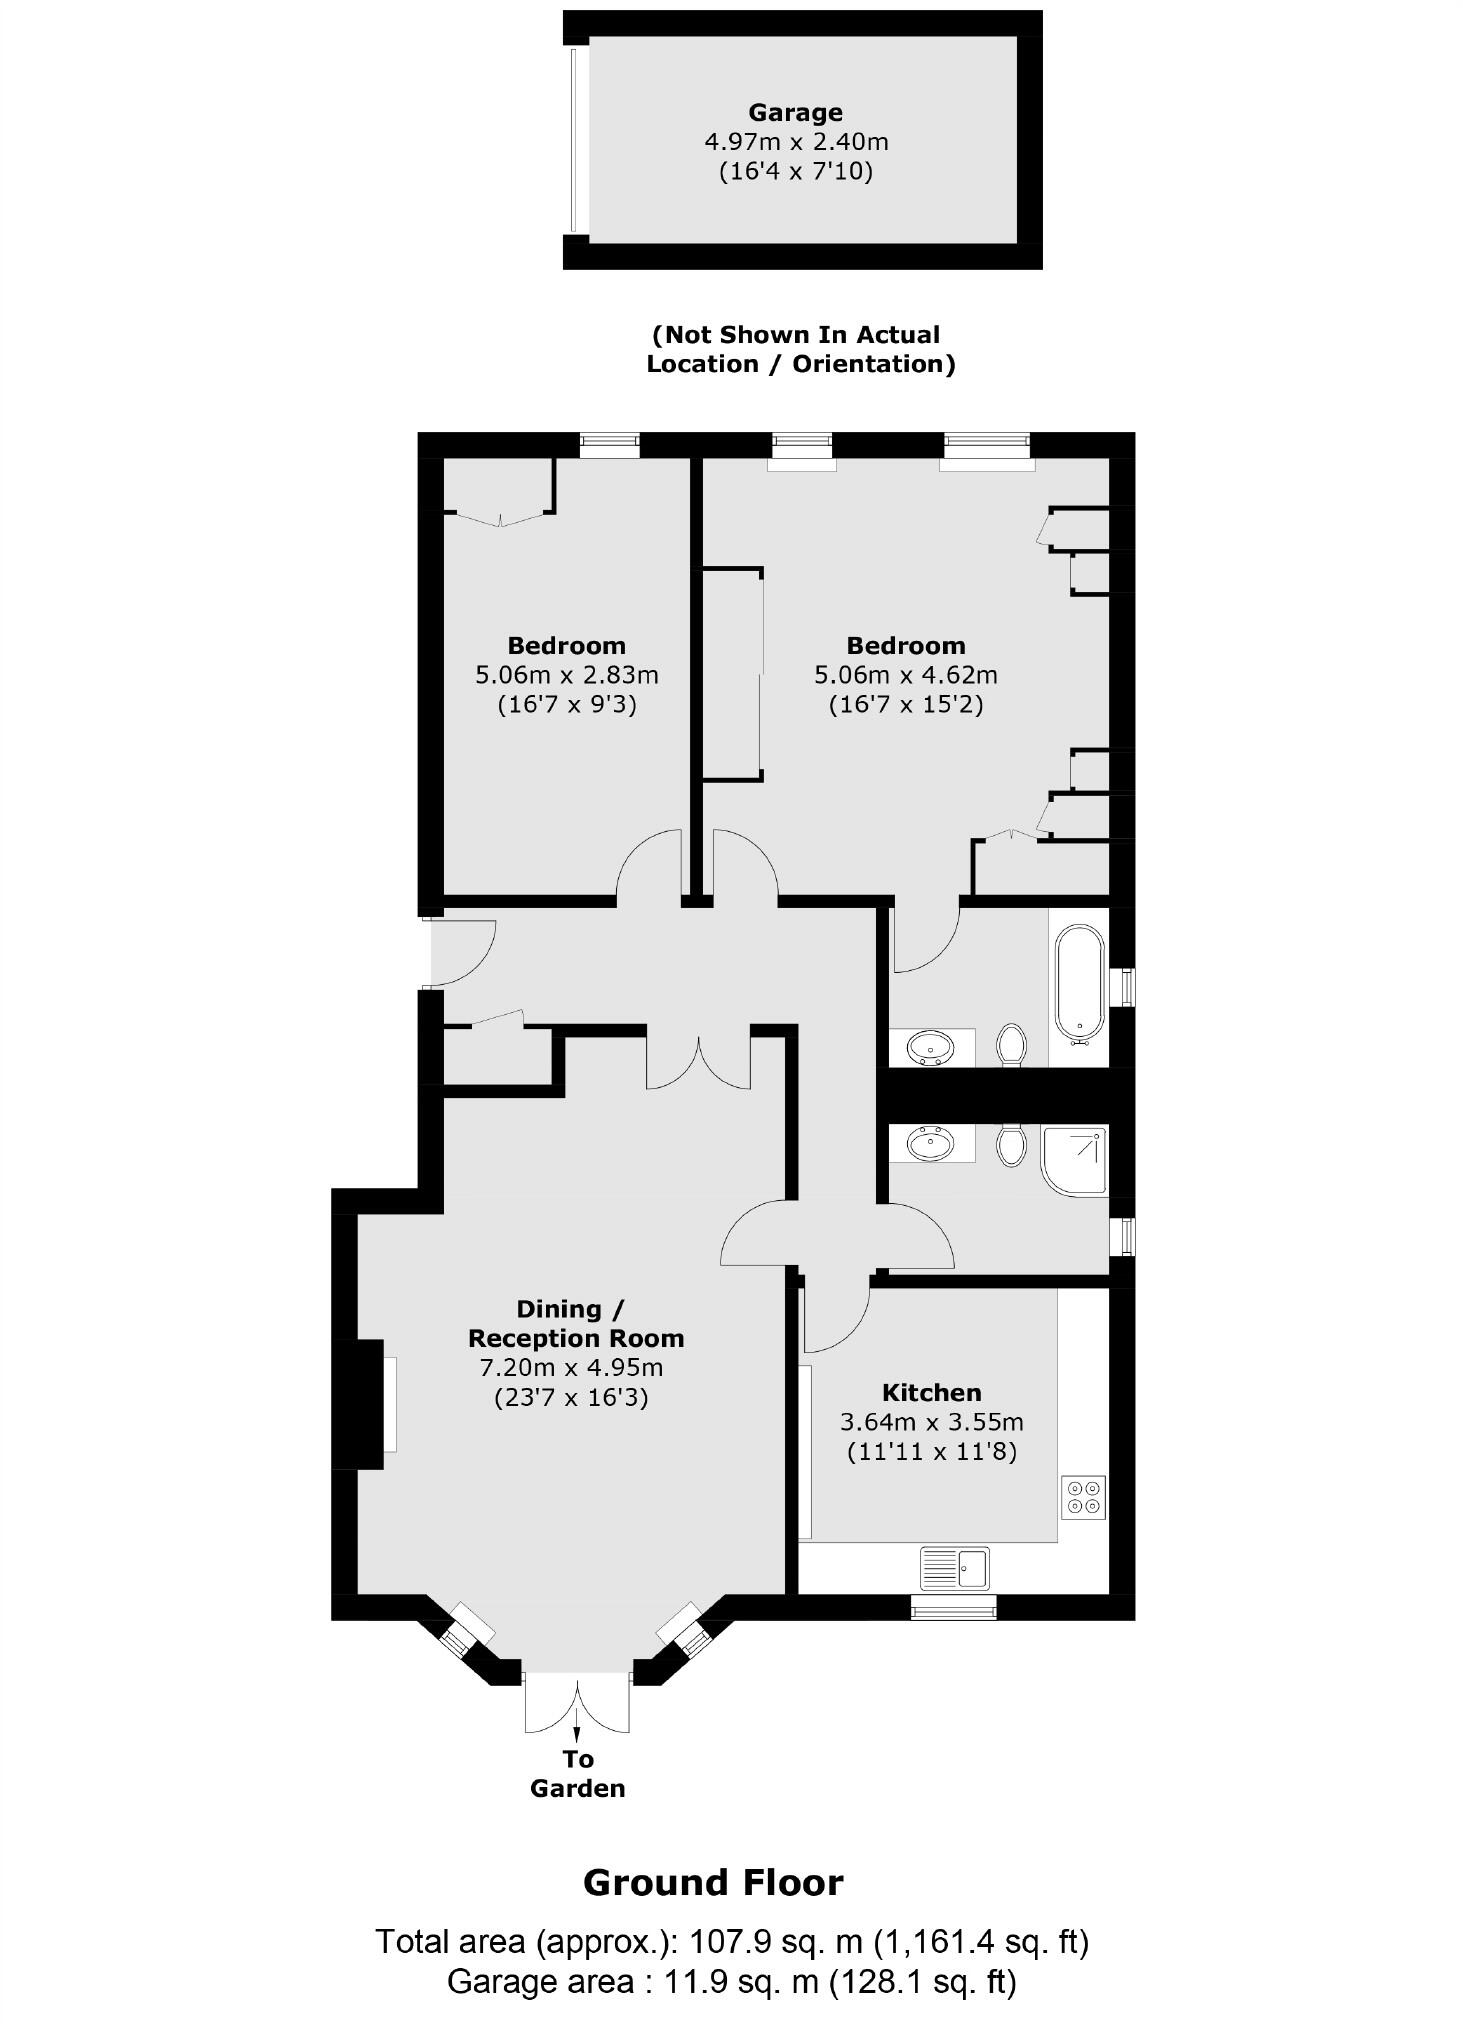 Garage
4.97m x 2.40m
(16'4 x 7'10)
(Not Shown In Actual
Location / Orientation)
Bedroom
5.06m x 2.83m
(16'7 x 9'3)
Bedroom
5.06m x 4.62m
(16'7 x 15'2)
Dining /
Reception Room
7.20m x 4.95m
(23'7 x 16'3)
Kitchen
3.64m x 3.55m
(11'11 x 11'8)
To
Garden
Ground Floor
Total area (approx.): 107.9 sq. m (1,161.4 sq. ft)
Garage area : 11.9 sq. m (128.1 sq. ft)